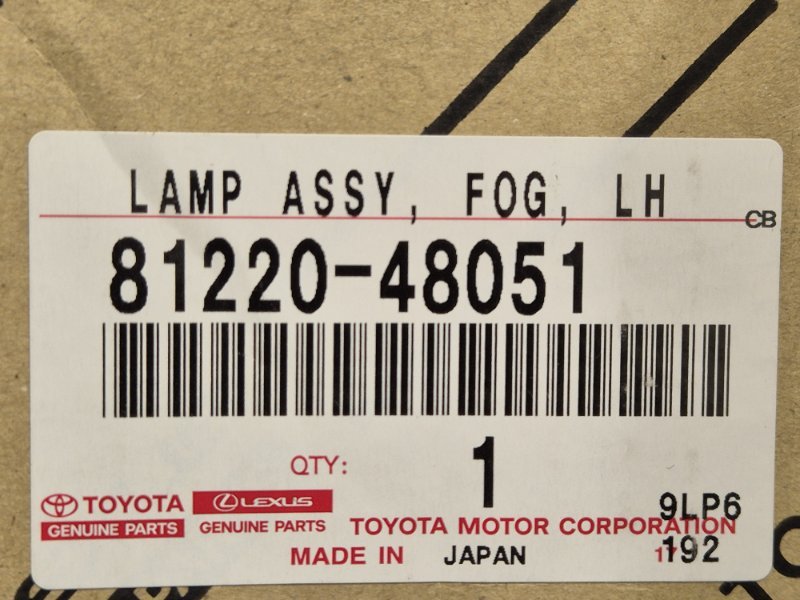 LAMP ASSY, FOG, LH
CB
81220-48051
QTY: 1
TOYOTA LEXUS
GENUINE PARTS GENUINE PARTS
9LP6
TOYOTA MOTOR CORPORATION
MADE IN JAPAN
192